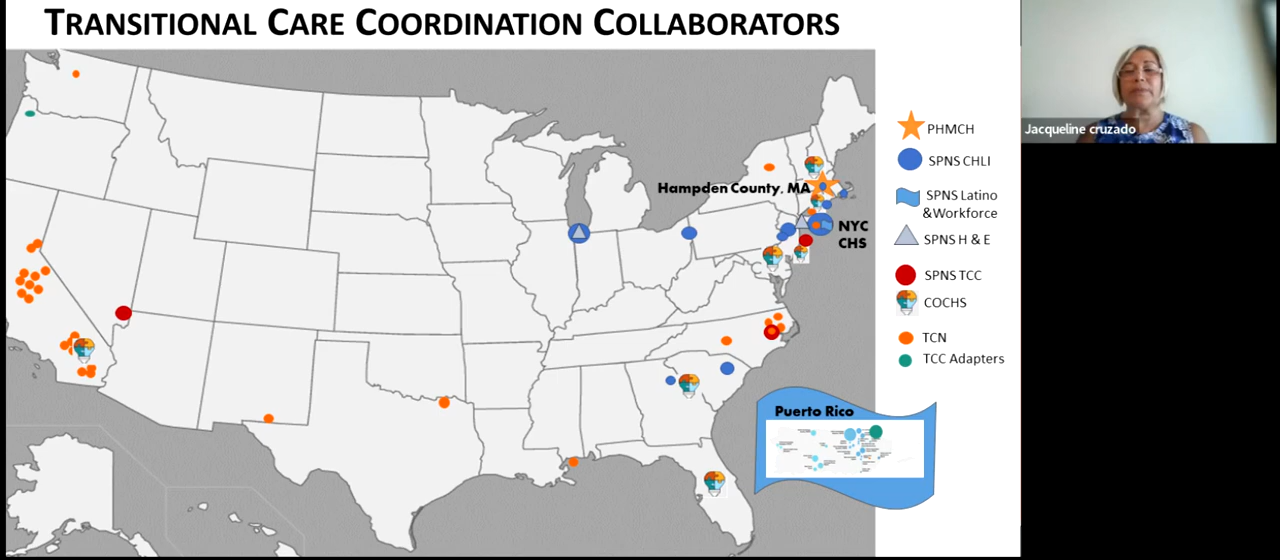 TRANSITIONAL CARE COORDINATION COLLABORATORS
Jacqueline cruzado
Hampden County, MA
NYC
CHS
PHMCH
SPNS CHLI
SPNS Latino
&Workforce
SPNS H & E
SPNS TCC
COCHS
TCN
TCC Adapters
Puerto Rico